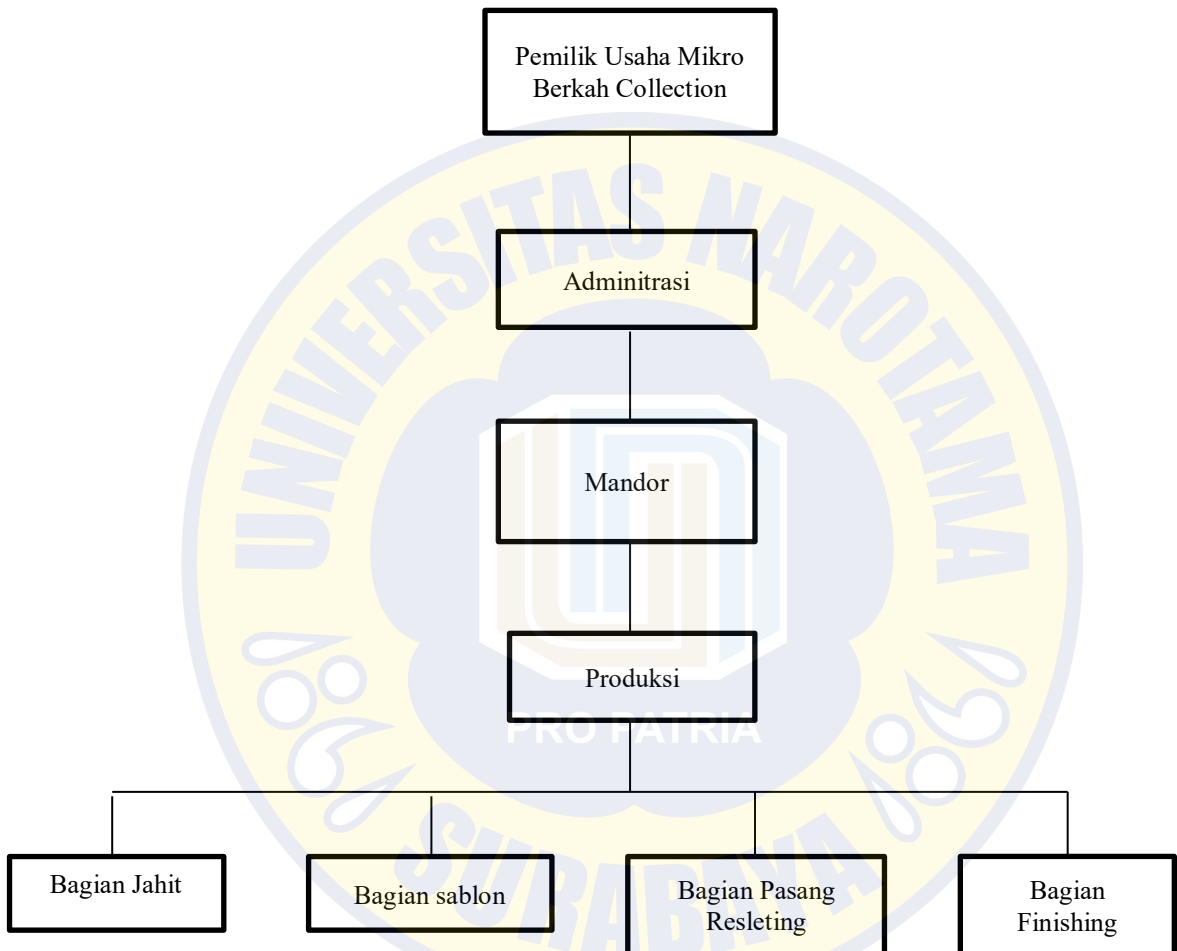 Pemilik Usaha Mikro
Berkah Collection
UNIVERSITAS NAROTAMA
Adminitrasi
Mandor
Produksi
PRO PATRIA
Bagian Jahit
Bagian sablon
Bagian Pasang
Resleting
Bagian
Finishing
SURABAYA